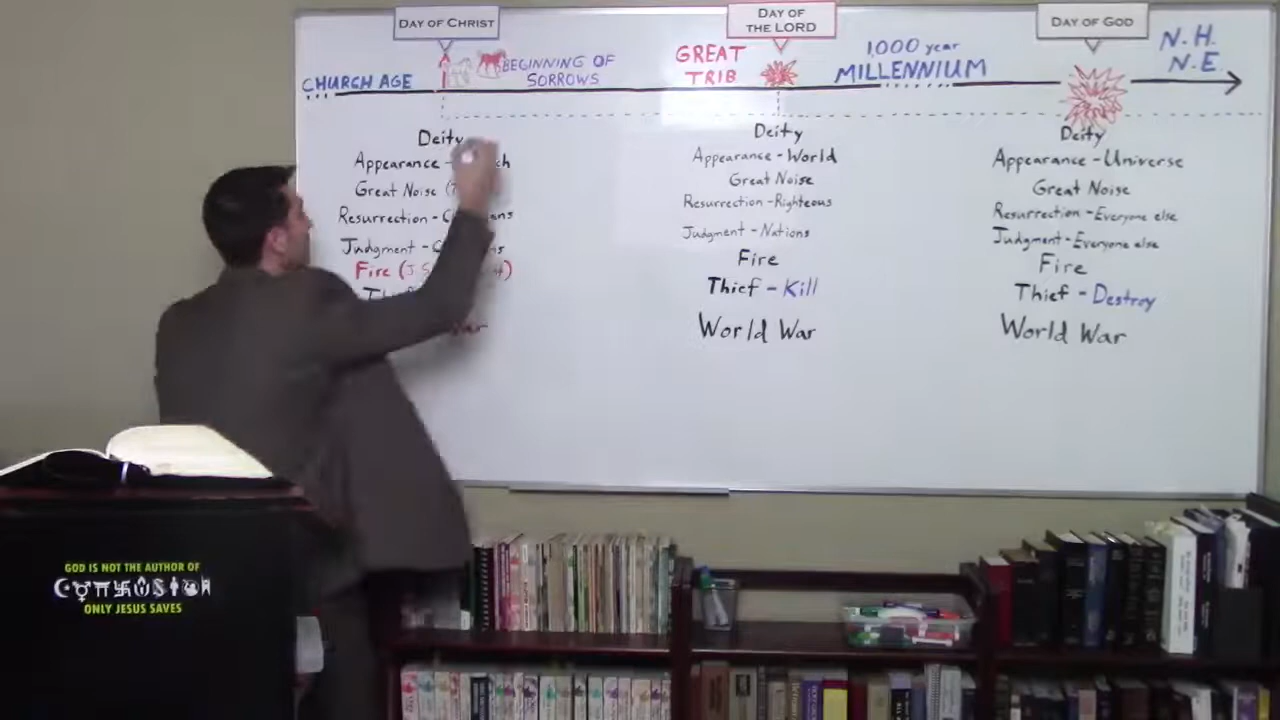 DAY OF CHRIST
DAY OF
THE LORD
DAY OF GOD
CHURCH AGE
BEGINNING OF
SORROWS
GREAT
TRIB
1,000 year
MILLENNIUM
N.H.
N.E.
Deity
Appearance -
Great Noise
Resurrection -
Judgment -
Fire
Deity
Appearance - World
Great Noise
Resurrection - Righteous
Judgment - Nations
Fire
Thief - Kill
World War
Deity
Appearance - Universe
Great Noise
Resurrection - Everyone else
Judgment - Everyone else
Fire
Thief - Destroy
World War
GOD IS NOT THE AUTHOR OF
ONLY JESUS SAVES